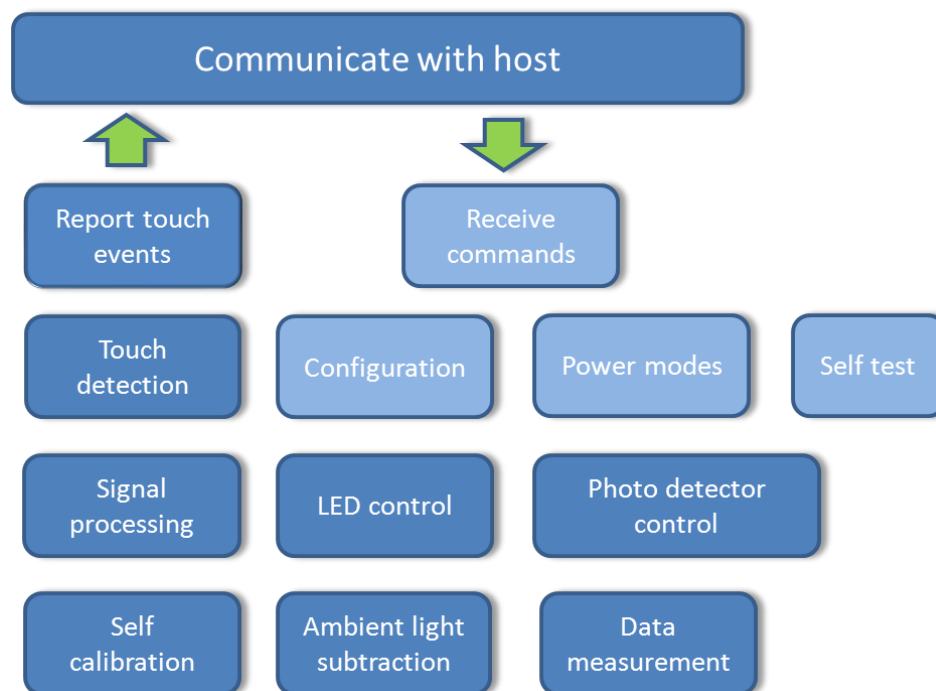 Communicate with host
Report touch
events
Receive
commands
Touch
detection
Configuration
Power modes
Self test
Signal
processing
LED control
Photo detector
control
Self
calibration
Ambient light
subtraction
Data
measurement